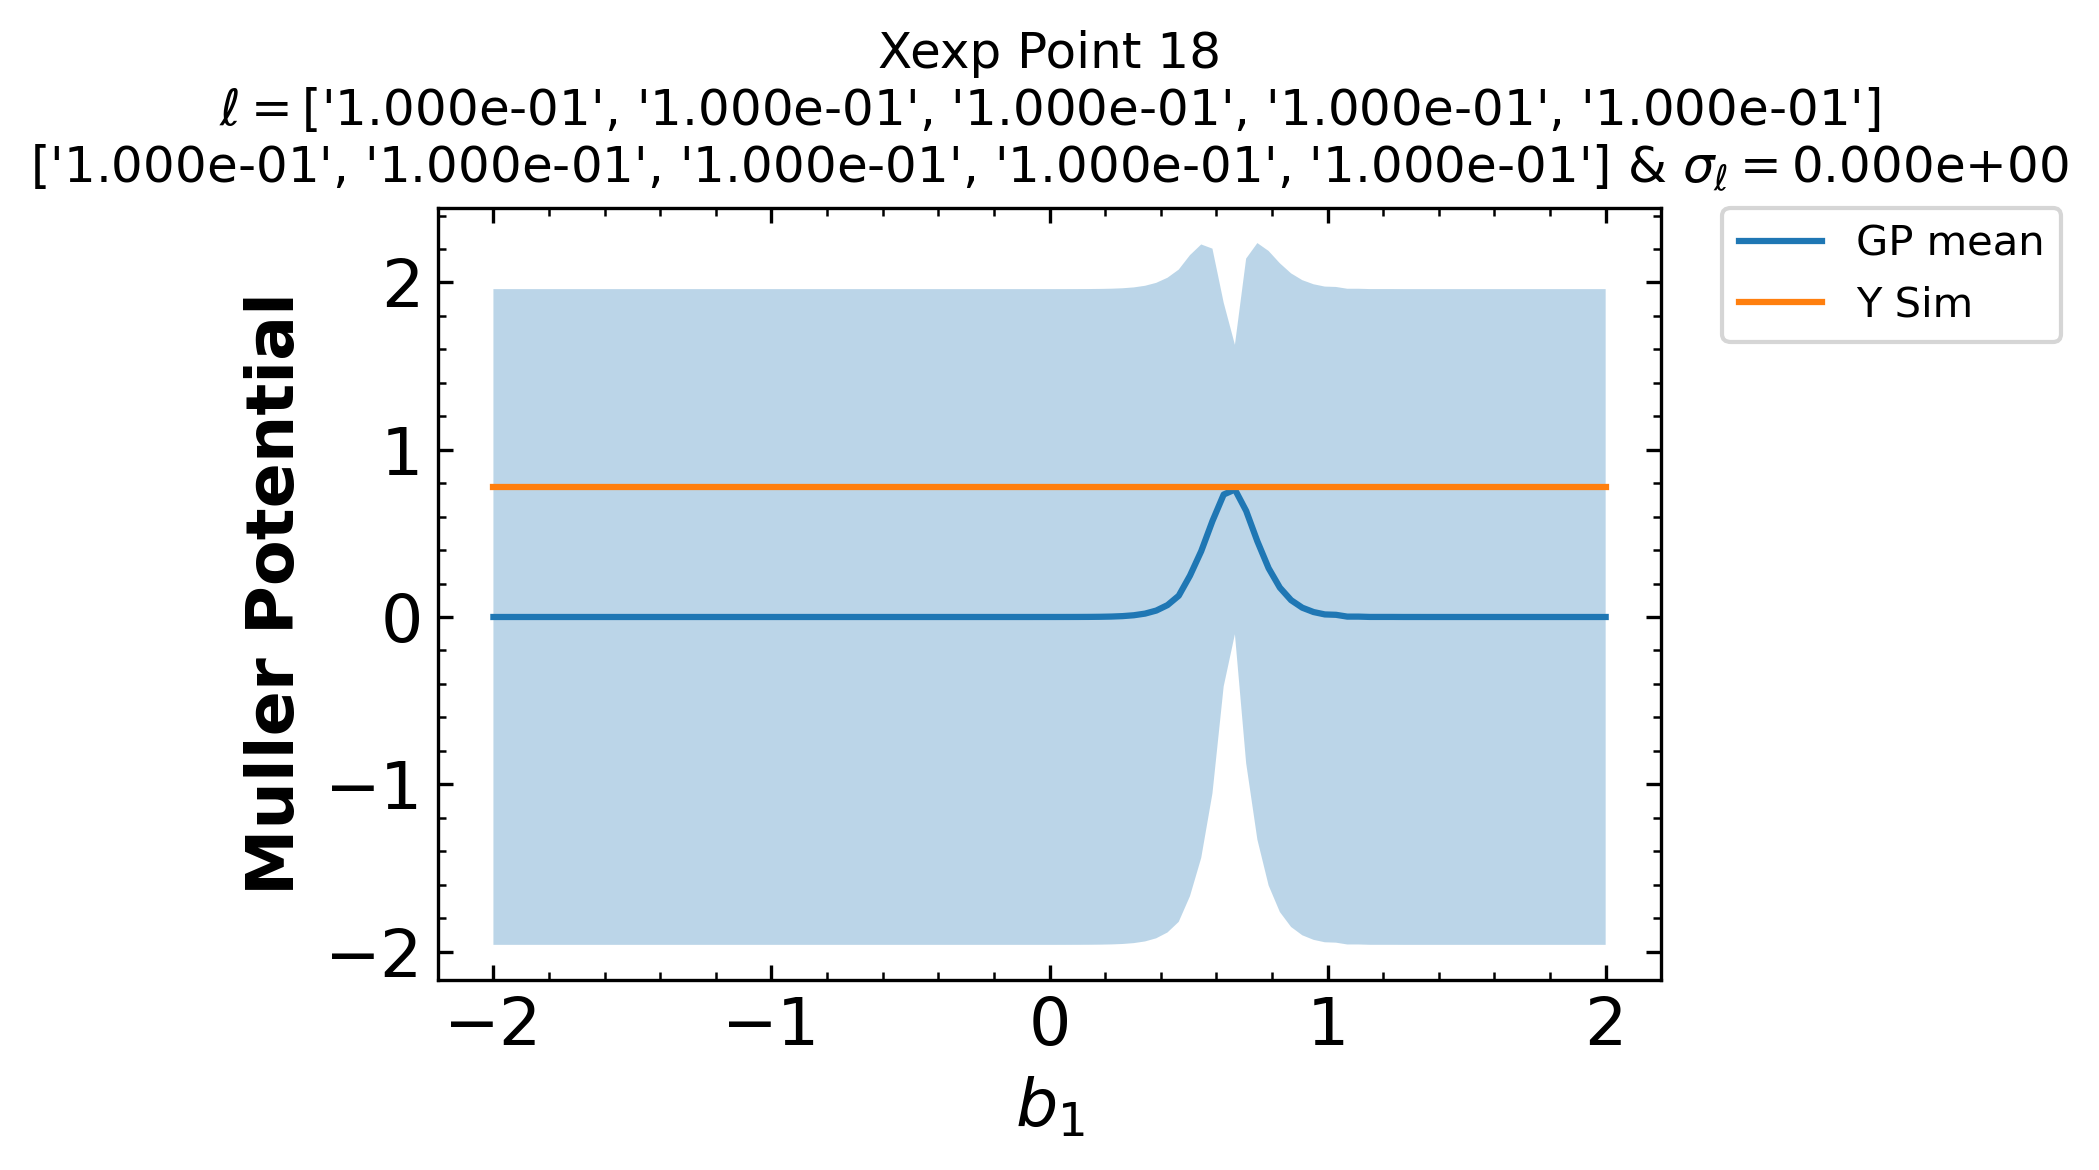 Xexp Point 18
ℓ = ['1.000e-01', '1.000e-01', '1.000e-01', '1.000e-01', '1.000e-01']
['1.000e-01', '1.000e-01', '1.000e-01', '1.000e-01', '1.000e-01'] & σℓ = 0.000e+00
GP mean
Y Sim
Muller Potential
2
1
0
−1
−2
−2 −1 0 1 2
b₁